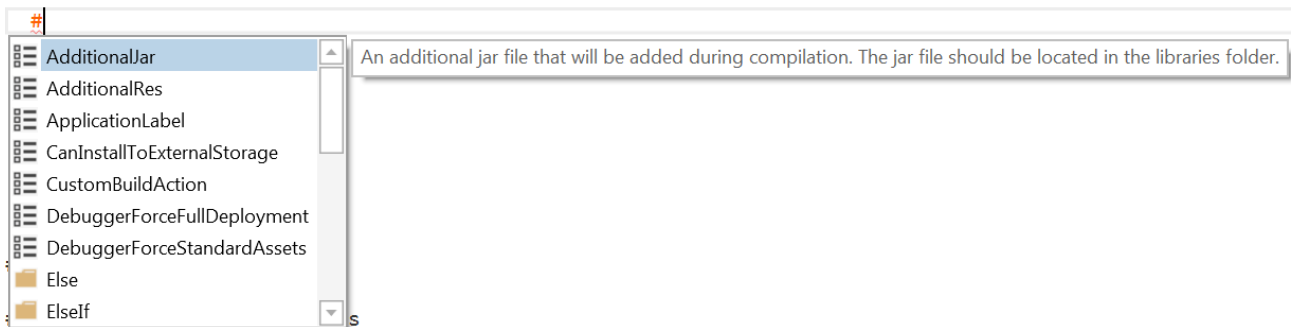 #
AdditionalJar
An additional jar file that will be added during compilation. The jar file should be located in the libraries folder.
AdditionalRes
ApplicationLabel
CanInstallToExternalStorage
CustomBuildAction
DebuggerForceFullDeployment
DebuggerForceStandardAssets
Else
ElseIf
s